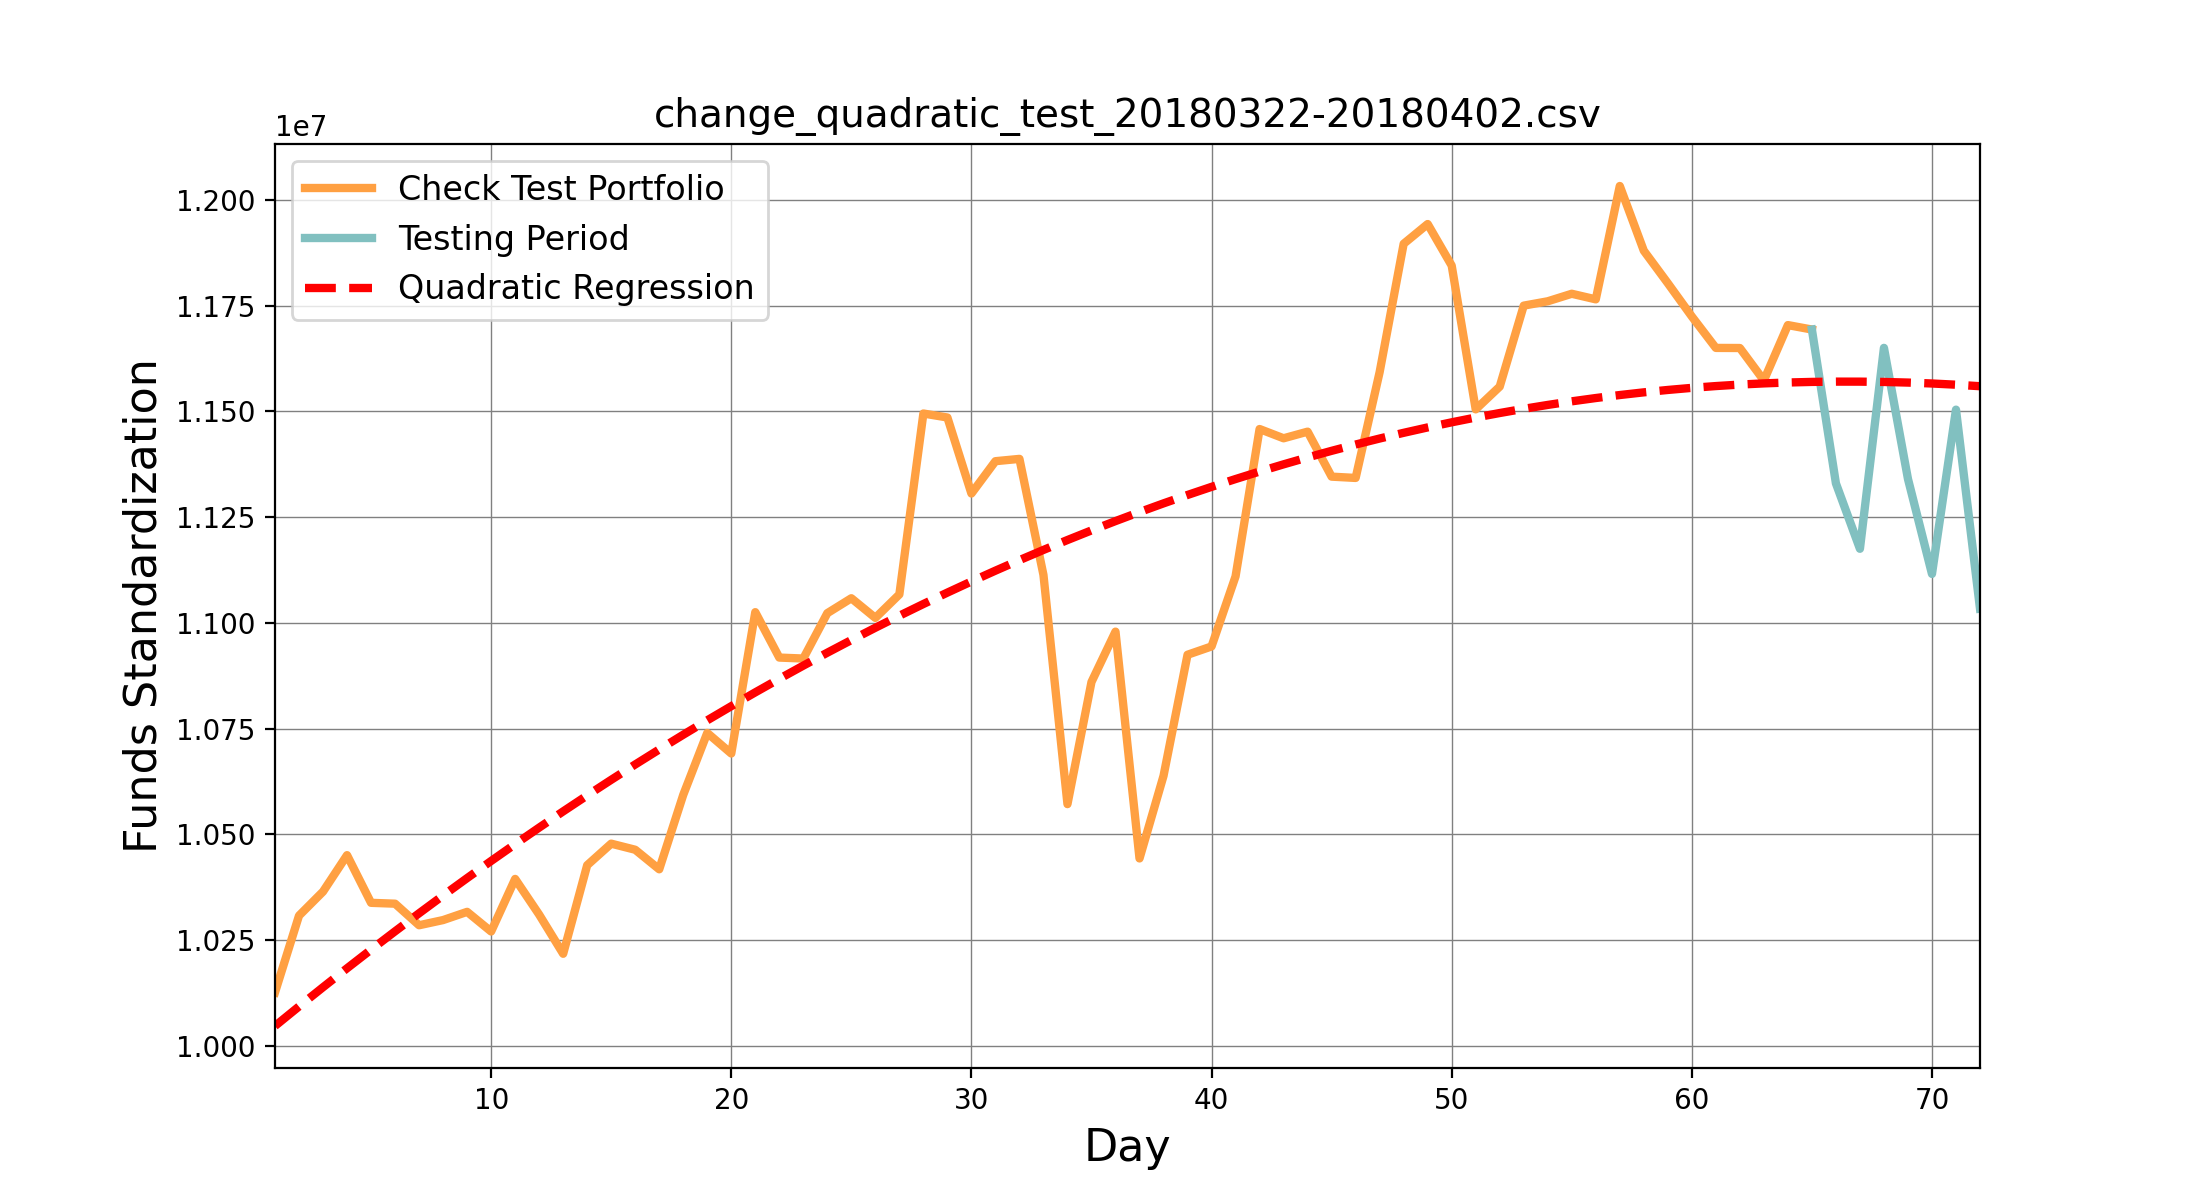 change_quadratic_test_20180322-20180402.csv
1e7
Check Test Portfolio
Testing Period
Quadratic Regression
1.200
1.175
1.150
1.125
1.100
1.075
1.050
1.025
1.000
Funds Standardization
10 20 30 40 50 60 70
Day